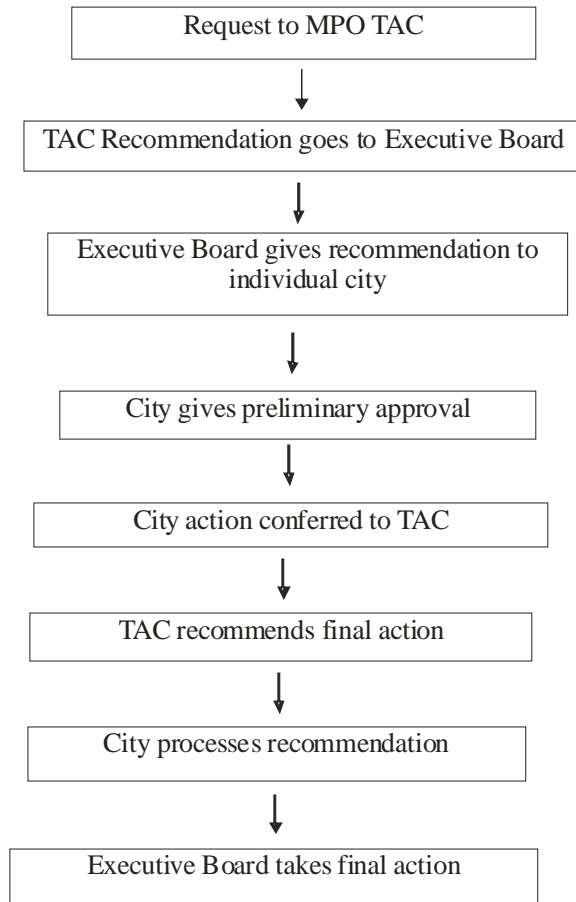 Request to MPO TAC
TAC Recommendation goes to Executive Board
Executive Board gives recommendation to
individual city
City gives preliminary approval
City action conferred to TAC
TAC recommends final action
City processes recommendation
Executive Board takes final action